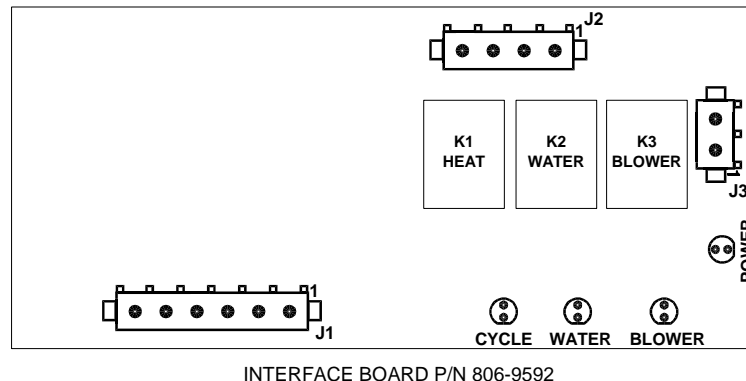 J2
1
K1
HEAT
K2
WATER
K3
BLOWER
1
J3
POWER
1
J1
CYCLE
WATER
BLOWER
INTERFACE BOARD P/N 806-9592